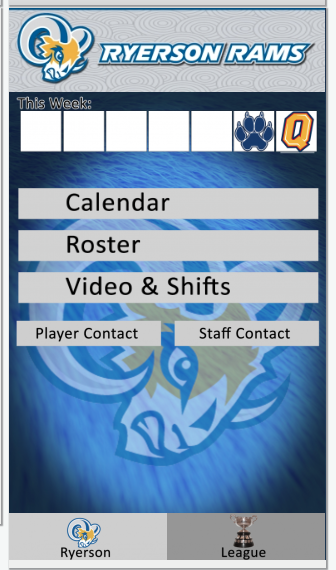 RYERSON RAMS
This Week:
Q
Calendar
Roster
Video & Shifts
Player Contact Staff Contact
Ryerson League